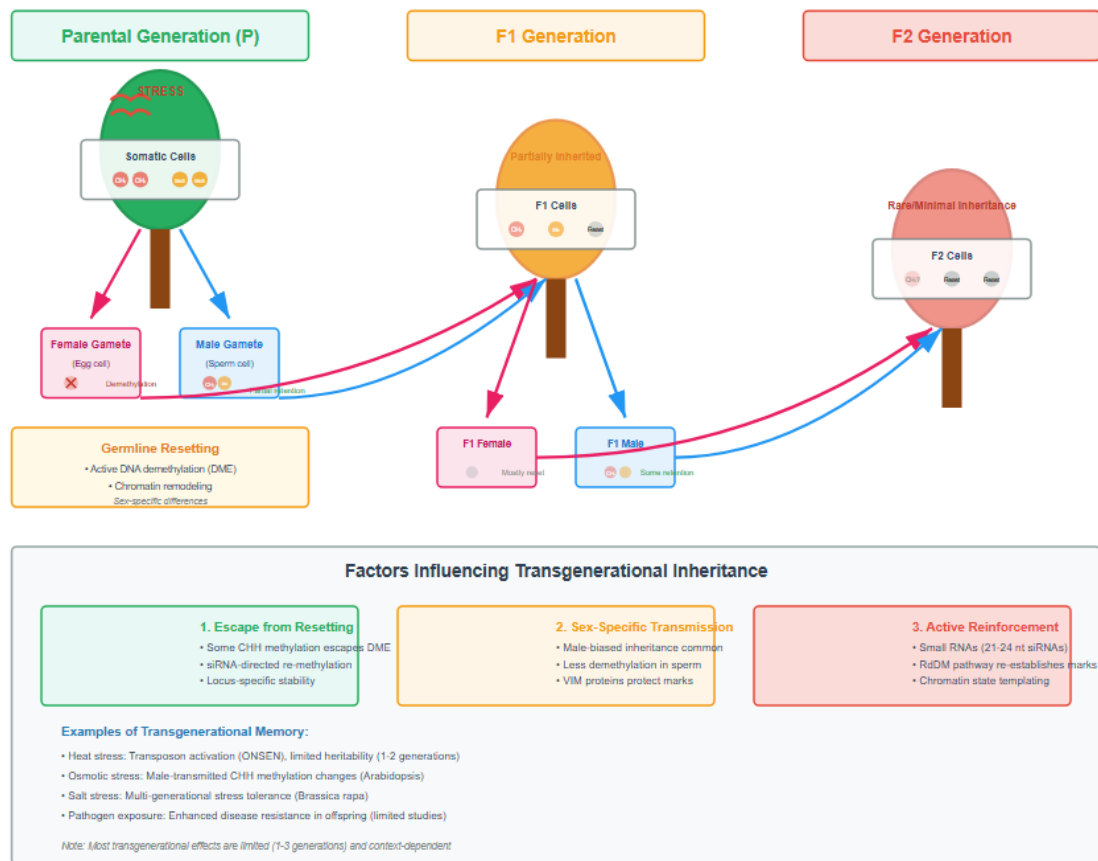 Parental Generation (P)
F1 Generation
F2 Generation
STRESS
Somatic Cells
CH₃ CH₃
Partially Inherited
F1 Cells
CH₃
Reset
Rare/Minimal Inheritance
F2 Cells
CH₃?
Reset
Reset
Female Gamete
(Egg cell)
Demethylation
Male Gamete
(Sperm cell)
CH₃
Partial retention
F1 Female
Mostly reset
F1 Male
CH₃
Some retention
Germline Resetting
• Active DNA demethylation (DME)
• Chromatin remodeling
Sex-specific differences
Factors Influencing Transgenerational Inheritance
1. Escape from Resetting
• Some CHH methylation escapes DME
• siRNA-directed re-methylation
• Locus-specific stability
2. Sex-Specific Transmission
• Male-biased inheritance common
• Less demethylation in sperm
• VIM proteins protect marks
3. Active Reinforcement
• Small RNAs (21-24 nt siRNAs)
• RdDM pathway re-establishes marks
• Chromatin state templating
Examples of Transgenerational Memory:
• Heat stress: Transposon activation (ONSEN), limited heritability (1-2 generations)
• Osmotic stress: Male-transmitted CHH methylation changes (Arabidopsis)
• Salt stress: Multi-generational stress tolerance (Brassica rapa)
• Pathogen exposure: Enhanced disease resistance in offspring (limited studies)
Note: Most transgenerational effects are limited (1-3 generations) and context-dependent